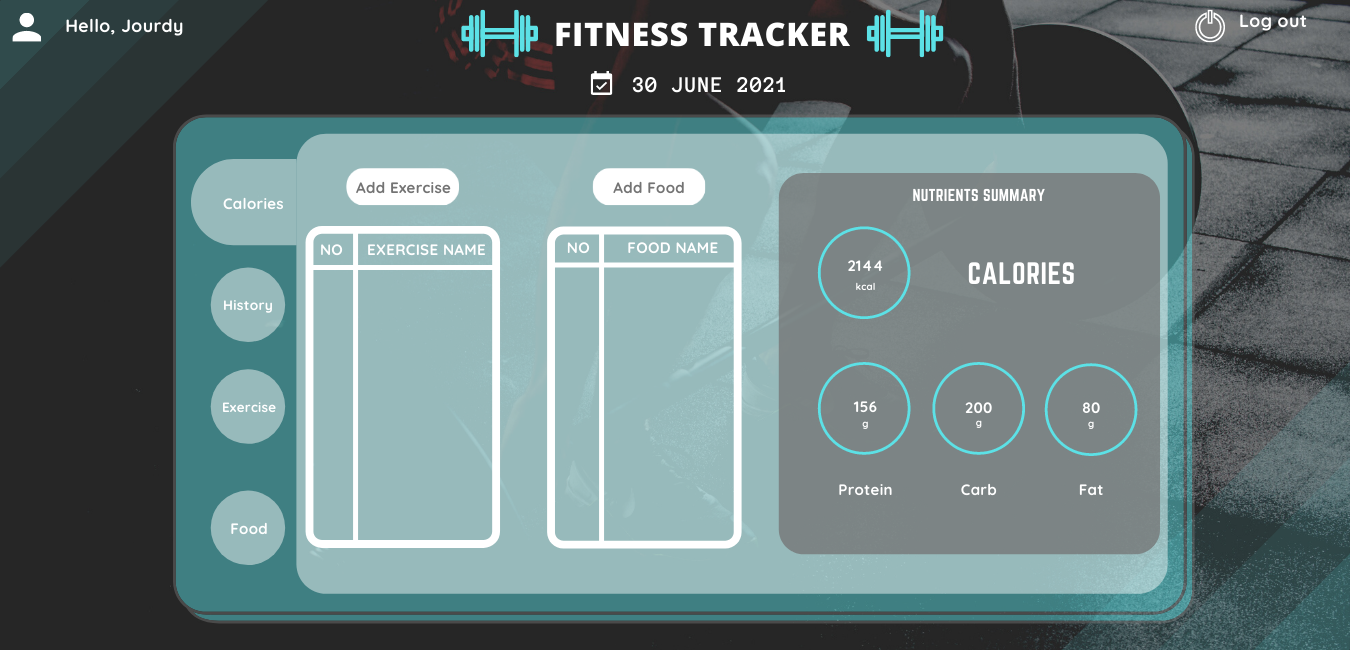 Hello, Jourdy
FITNESS TRACKER
Log out
30 JUNE 2021
Calories
History
Exercise
Food
Add Exercise
NO EXERCISE NAME
Add Food
NO FOOD NAME
NUTRIENTS SUMMARY
2144
kcal
CALORIES
156
g
200
g
80
g
Protein
Carb
Fat